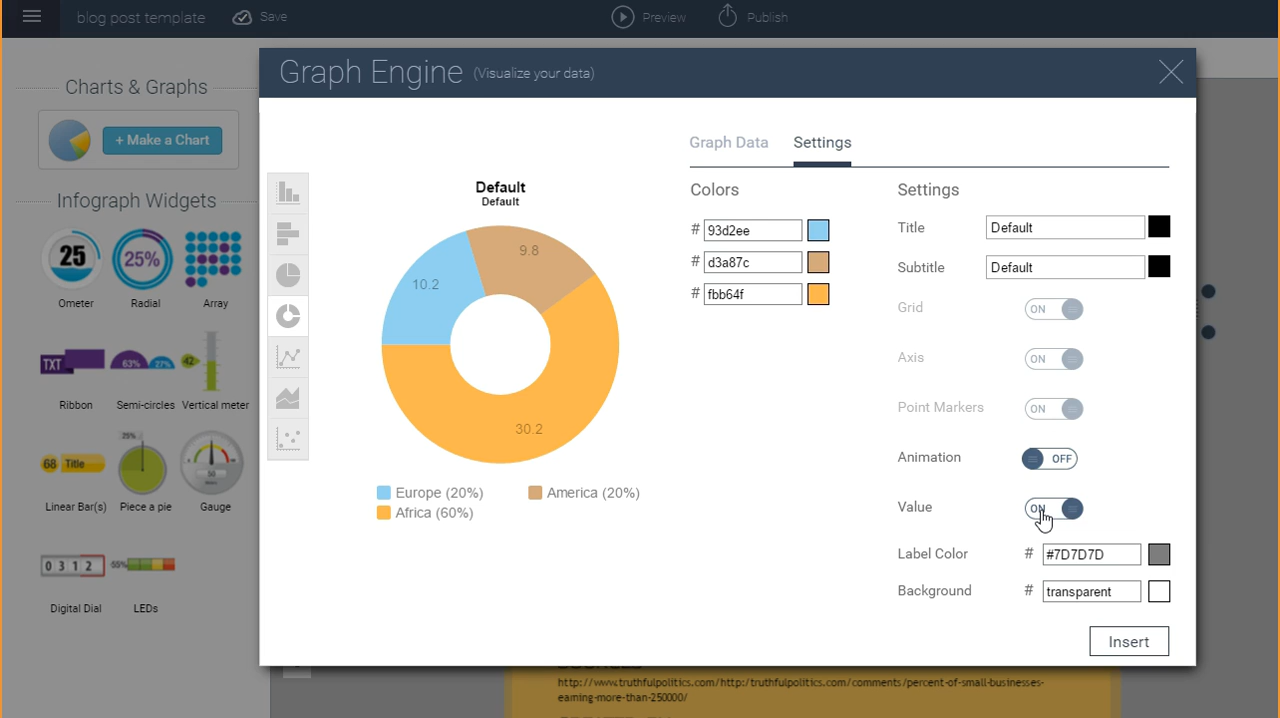 blog post template
Save
Preview
Publish
Charts & Graphs
+ Make a Chart
Infograph Widgets
25
25%
Ometer
Radial
Array
TXT
63%
27%
42
Ribbon
Semi-circles
Vertical meter
68 Title
25%
50
Linear Bar(s)
Piece a pie
Gauge
0 3 1 2
55%
Digital Dial
LEDs
Graph Engine (Visualize your data)
Graph Data
Settings
Default
Default
9.8
10.2
30.2
Europe (20%)
America (20%)
Africa (60%)
Colors
# 93d2ee
# d3a87c
# fbb64f
Settings
Title Default
Subtitle Default
Grid ON
Axis ON
Point Markers ON
Animation OFF
Value ON
Label Color # #7D7D7D
Background # transparent
Insert
http://www.truthfulpolitics.com/http:/truthfulpolitics.com/comments/percent-of-small-businesses-
earning-more-than-250000/